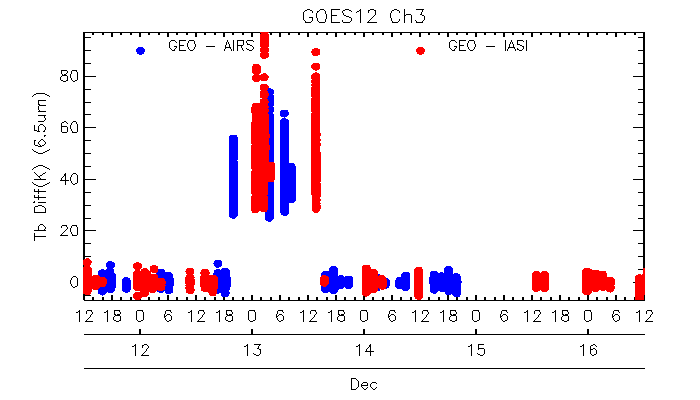 GOES12 Ch3
GEO – AIRS GEO – IASI
Tb Diff(K) (6.5um)
80
60
40
20
0
12 18 0 6 12 18 0 6 12 18 0 6 12 18 0 6 12 18 0 6 12
12 13 14 15 16
Dec